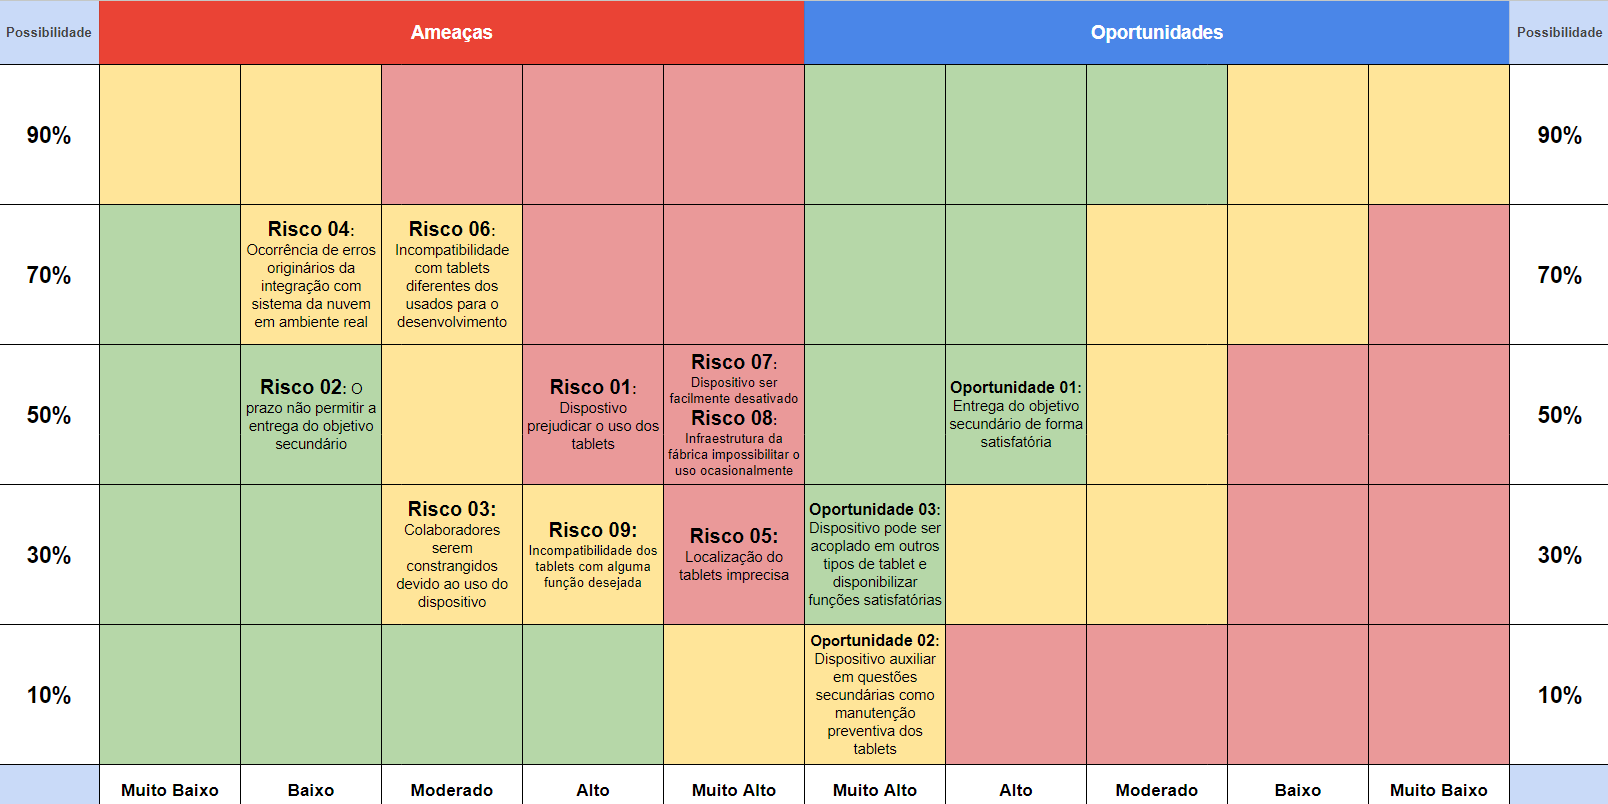 Possibilidade
Ameaças
Oportunidades
Possibilidade
90%
90%
70%
Risco 04:
Ocorrência de erros
originários da
integração com
sistema da nuvem
em ambiente real
Risco 06:
Incompatibilidade
com tablets
diferentes dos
usados para o
desenvolvimento
70%
50%
Risco 02: O
prazo não permitir a
entrega do objetivo
secundário
Risco 01:
Dispostivo
prejudicar o uso dos
tablets
Risco 07:
Dispositivo ser
facilmente desativado
Risco 08:
Infraestrutura da
fábrica impossibilitar o
uso ocasionalmente
Oportunidade 01:
Entrega do objetivo
secundário de forma
satisfatória
50%
30%
Risco 03:
Colaboradores
serem
constrangidos
devido ao uso do
dispositivo
Risco 09:
Incompatibilidade dos
tablets com alguma
função desejada
Risco 05:
Localização do
tablets imprecisa
Oportunidade 03:
Dispositivo pode ser
acoplado em outros
tipos de tablet e
disponibilizar
funções satisfatórias
30%
10%
Oportunidade 02:
Dispositivo auxiliar
em questões
secundárias como
manutenção
preventiva dos
tablets
10%
Muito Baixo
Baixo
Moderado
Alto
Muito Alto
Muito Alto
Alto
Moderado
Baixo
Muito Baixo